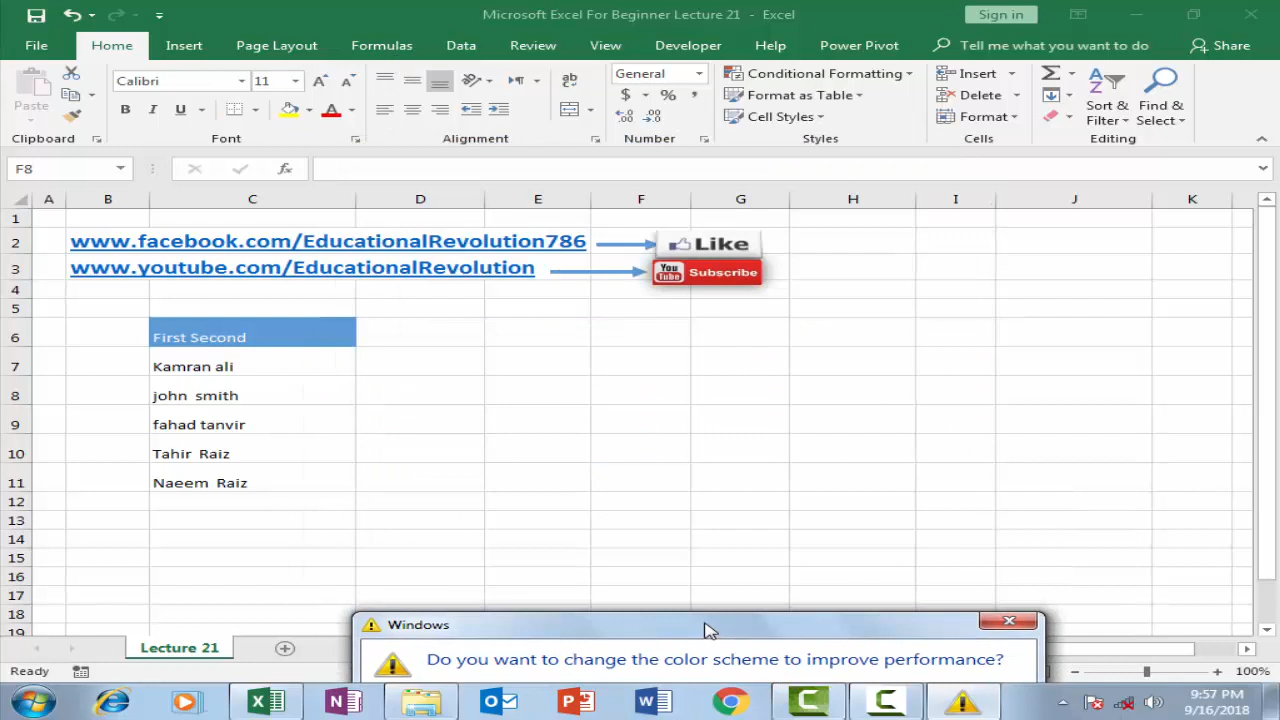 Microsoft Excel For Beginner Lecture 21 - Excel
Sign in
File Home Insert Page Layout Formulas Data Review View Developer Help Power Pivot Tell me what you want to do Share
Paste
Calibri 11
B I U A
General
$ % ,
Conditional Formatting
Format as Table
Cell Styles
Insert
Delete
Format
Sort & Filter
Find & Select
Clipboard Font Alignment Number Styles Cells Editing
F8
fx
A B C D E F G H I J K
1
2 www.facebook.com/EducationalRevolution786 Like
3 www.youtube.com/EducationalRevolution You Tube Subscribe
4
5
6 First Second
7 Kamran ali
8 john  smith
9 fahad tanvir
10 Tahir  Raiz
11 Naeem  Raiz
12
13
14
15
16
17
18
19
Windows
Do you want to change the color scheme to improve performance?
Lecture 21
Ready
100%
9:57 PM
9/16/2018